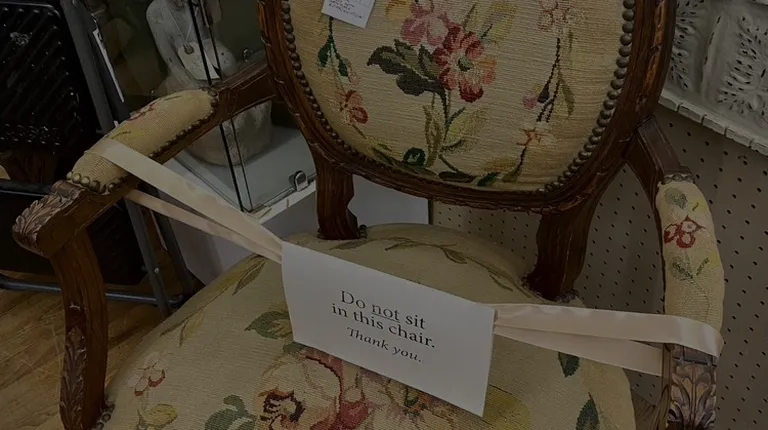 Do not sit
in this chair.
Thank you.